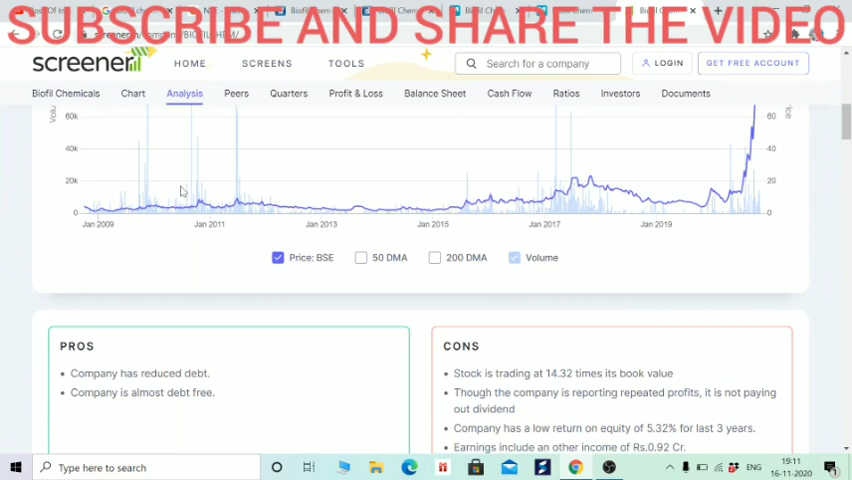 SUBSCRIBE AND SHARE THE VIDEO
screener
HOME
SCREENS
TOOLS
Search for a company
LOGIN
GET FREE ACCOUNT
Biofil Chemicals
Chart
Analysis
Peers
Quarters
Profit & Loss
Balance Sheet
Cash Flow
Ratios
Investors
Documents
60k
60
40k
40
20k
20
0
0
Jan 2009
Jan 2011
Jan 2013
Jan 2015
Jan 2017
Jan 2019
Price: BSE
50 DMA
200 DMA
Volume
PROS
Company has reduced debt.
Company is almost debt free.
CONS
Stock is trading at 14.32 times its book value
Though the company is reporting repeated profits, it is not paying
out dividend
Company has a low return on equity of 5.32% for last 3 years.
Earnings include an other income of Rs.0.92 Cr.
Type here to search
ENG
19:11
16-11-2020